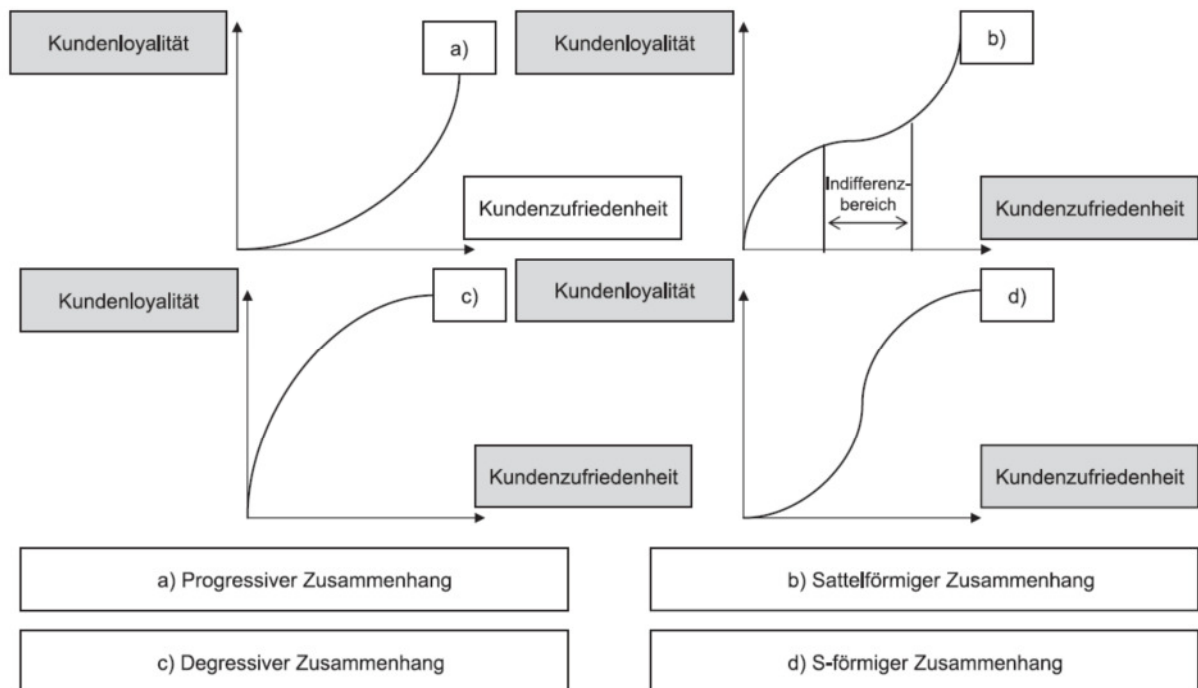 Kundenloyalität
a)
Kundenzufriedenheit
Kundenloyalität
b)
Indifferenz-
bereich
Kundenzufriedenheit
Kundenloyalität
c)
Kundenzufriedenheit
Kundenloyalität
d)
Kundenzufriedenheit
a) Progressiver Zusammenhang
b) Sattelförmiger Zusammenhang
c) Degressiver Zusammenhang
d) S-förmiger Zusammenhang